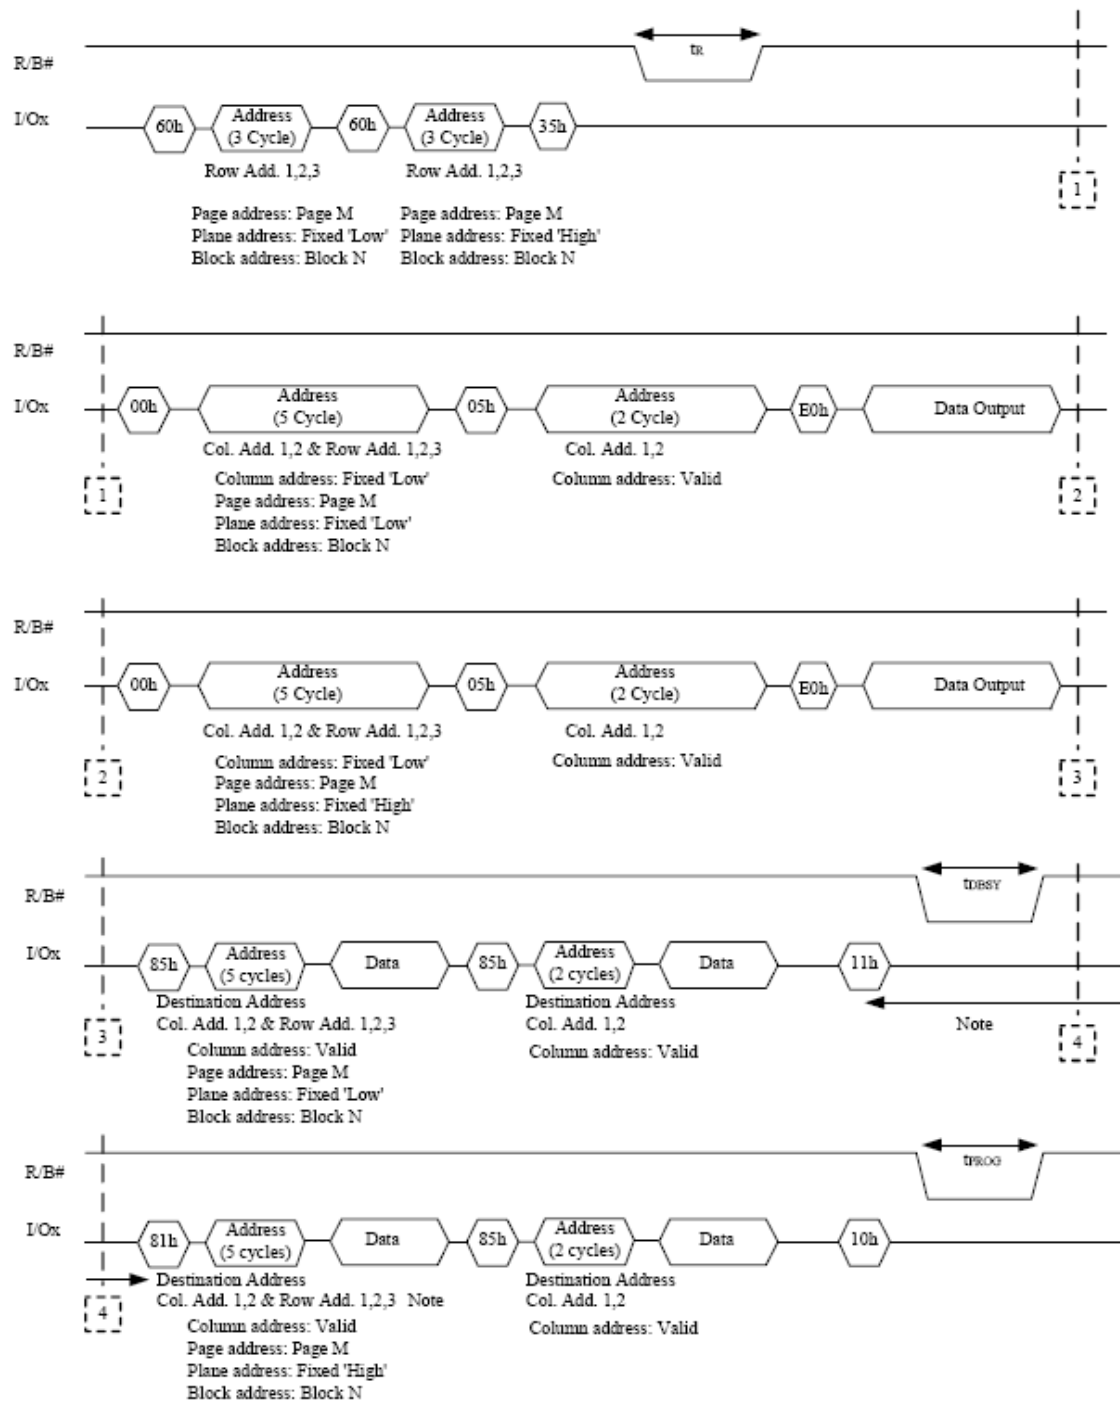 tR
R/B#
I/Ox
60h
Address
(3 Cycle)
60h
Address
(3 Cycle)
35h
Row Add. 1,2,3
Row Add. 1,2,3
1
Page address: Page M
Plane address: Fixed 'Low'
Block address: Block N
Page address: Page M
Plane address: Fixed 'High'
Block address: Block N
R/B#
I/Ox
00h
Address
(5 Cycle)
05h
Address
(2 Cycle)
E0h
Data Output
Col. Add. 1,2 & Row Add. 1,2,3
Col. Add. 1,2
Column address: Fixed 'Low'
Page address: Page M
Plane address: Fixed 'Low'
Block address: Block N
Column address: Valid
1
2
R/B#
I/Ox
00h
Address
(5 Cycle)
05h
Address
(2 Cycle)
E0h
Data Output
Col. Add. 1,2 & Row Add. 1,2,3
Col. Add. 1,2
Column address: Fixed 'Low'
Page address: Page M
Plane address: Fixed 'High'
Block address: Block N
Column address: Valid
2
3
tDBSY
R/B#
I/Ox
85h
Address
(5 cycles)
Data
85h
Address
(2 cycles)
Data
11h
Destination Address
Col. Add. 1,2 & Row Add. 1,2,3
Destination Address
Col. Add. 1,2
Note
Column address: Valid
Page address: Page M
Plane address: Fixed 'Low'
Block address: Block N
Column address: Valid
3
4
tPROG
R/B#
I/Ox
81h
Address
(5 cycles)
Data
85h
Address
(2 cycles)
Data
10h
Destination Address
Col. Add. 1,2 & Row Add. 1,2,3 Note
Destination Address
Col. Add. 1,2
Column address: Valid
Page address: Page M
Plane address: Fixed 'High'
Block address: Block N
Column address: Valid
4